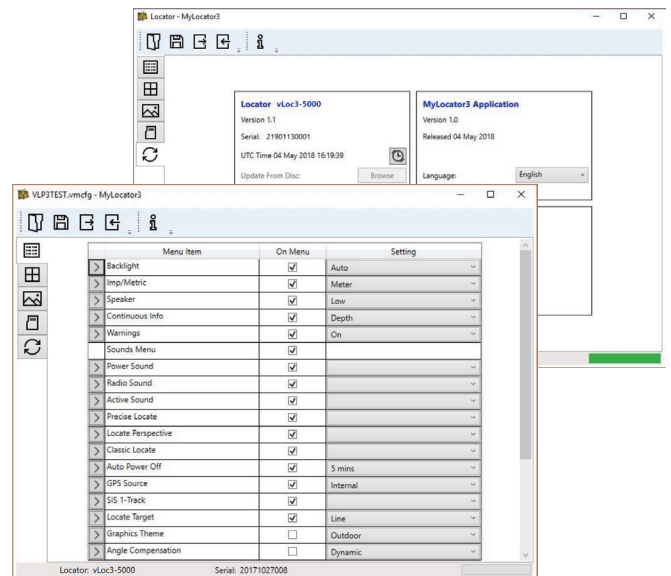 Locator - MyLocator3
Locator vLoc3-5000
Version 1.1
Serial: 21901130001
UTC Time 04 May 2018 16:19:39
Update From Disc: Browse
MyLocator3 Application
Version 1.0
Released 04 May 2018
Language: English
VLP3TEST.vmcfg - MyLocator3
Menu Item On Menu Setting
Backlight Auto
Imp/Metric Meter
Speaker Low
Continuous Info Depth
Warnings On
Sounds Menu
Power Sound
Radio Sound
Active Sound
Precise Locate
Locate Perspective
Classic Locate
Auto Power Off 5 mins
GPS Source Internal
SiS 1-Track
Locate Target Line
Graphics Theme Outdoor
Angle Compensation Dynamic
Locator: vLoc3-5000 Serial: 20171027008